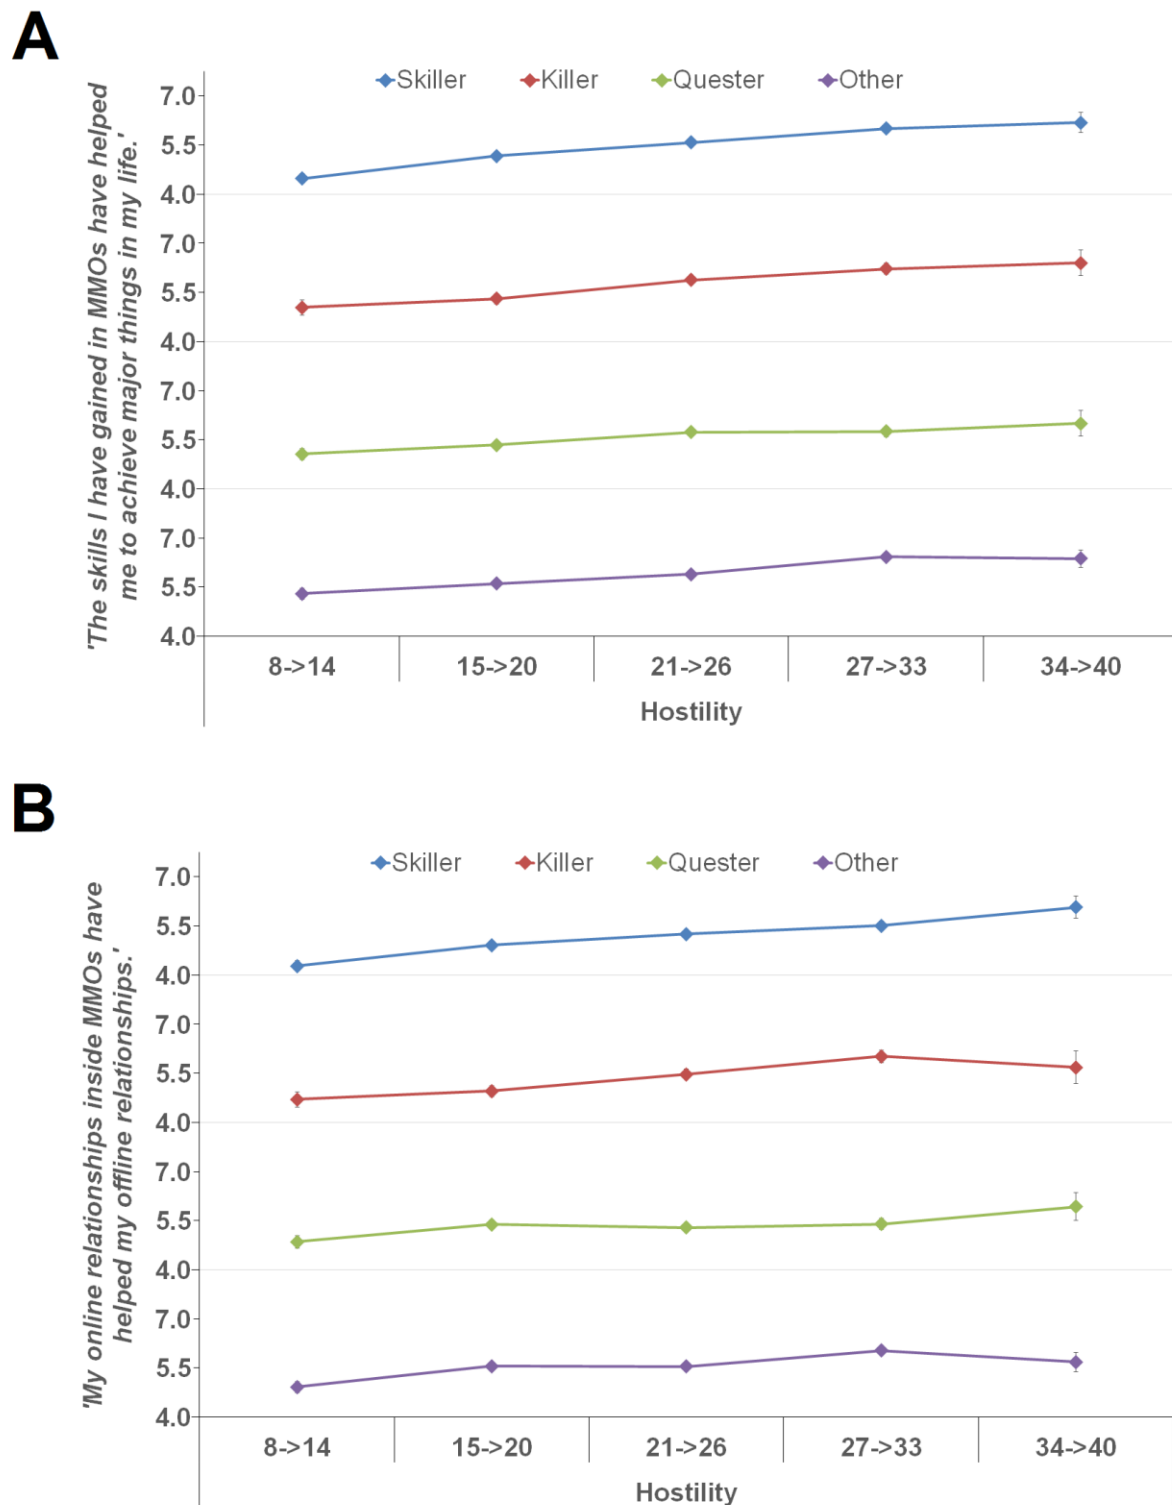 A
Skiller Killer Quester Other
'The skills I have gained in MMOs have helped
me to achieve major things in my life.'
7.0
5.5
4.0
7.0
5.5
4.0
7.0
5.5
4.0
7.0
5.5
4.0
8->14 15->20 21->26 27->33 34->40
Hostility
B
Skiller Killer Quester Other
'My online relationships inside MMOs have
helped my offline relationships.'
7.0
5.5
4.0
7.0
5.5
4.0
7.0
5.5
4.0
7.0
5.5
4.0
8->14 15->20 21->26 27->33 34->40
Hostility